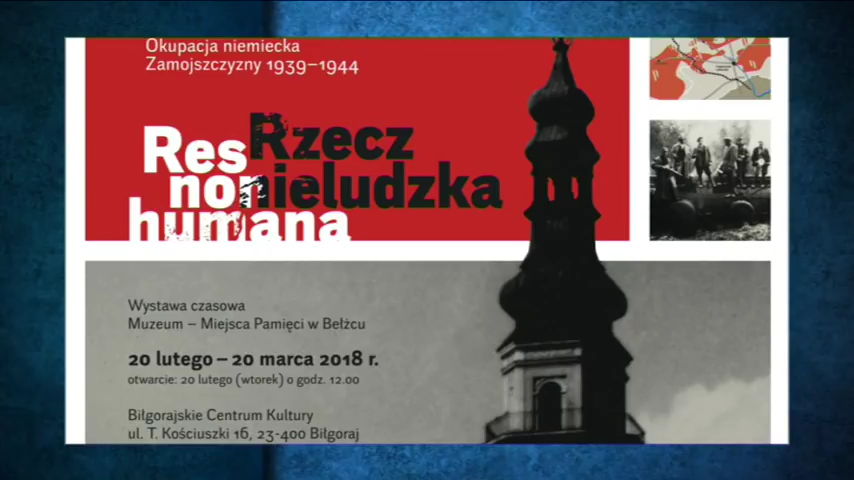 Okupacja niemiecka
Zamojszczyzny 1939–1944
Res Rzecz
non nieludzka
humana
Wystawa czasowa
Muzeum – Miejsca Pamięci w Bełżcu
20 lutego – 20 marca 2018 r.
otwarcie: 20 lutego (wtorek) o godz. 12.00
Biłgorajskie Centrum Kultury
ul. T. Kościuszki 16, 23-400 Biłgoraj